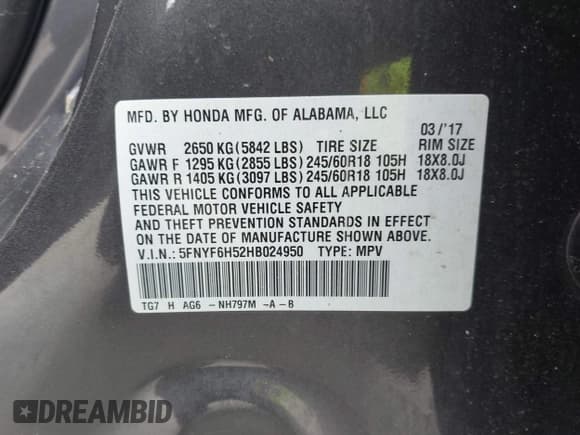 MFD. BY HONDA MFG. OF ALABAMA, LLC
03/'17
GVWR 2650 KG (5842 LBS) TIRE SIZE RIM SIZE
GAWR F 1295 KG (2855 LBS) 245/60R18 105H 18X8.0J
GAWR R 1405 KG (3097 LBS) 245/60R18 105H 18X8.0J
THIS VEHICLE CONFORMS TO ALL APPLICABLE
FEDERAL MOTOR VEHICLE SAFETY
AND THEFT PREVENTION STANDARDS IN EFFECT
ON THE DATE OF MANUFACTURE SHOWN ABOVE.
V.I.N.: 5FNYF6H52HB024950 TYPE: MPV
TG7 H AG6 -NH797M -A-B
DREAMBID